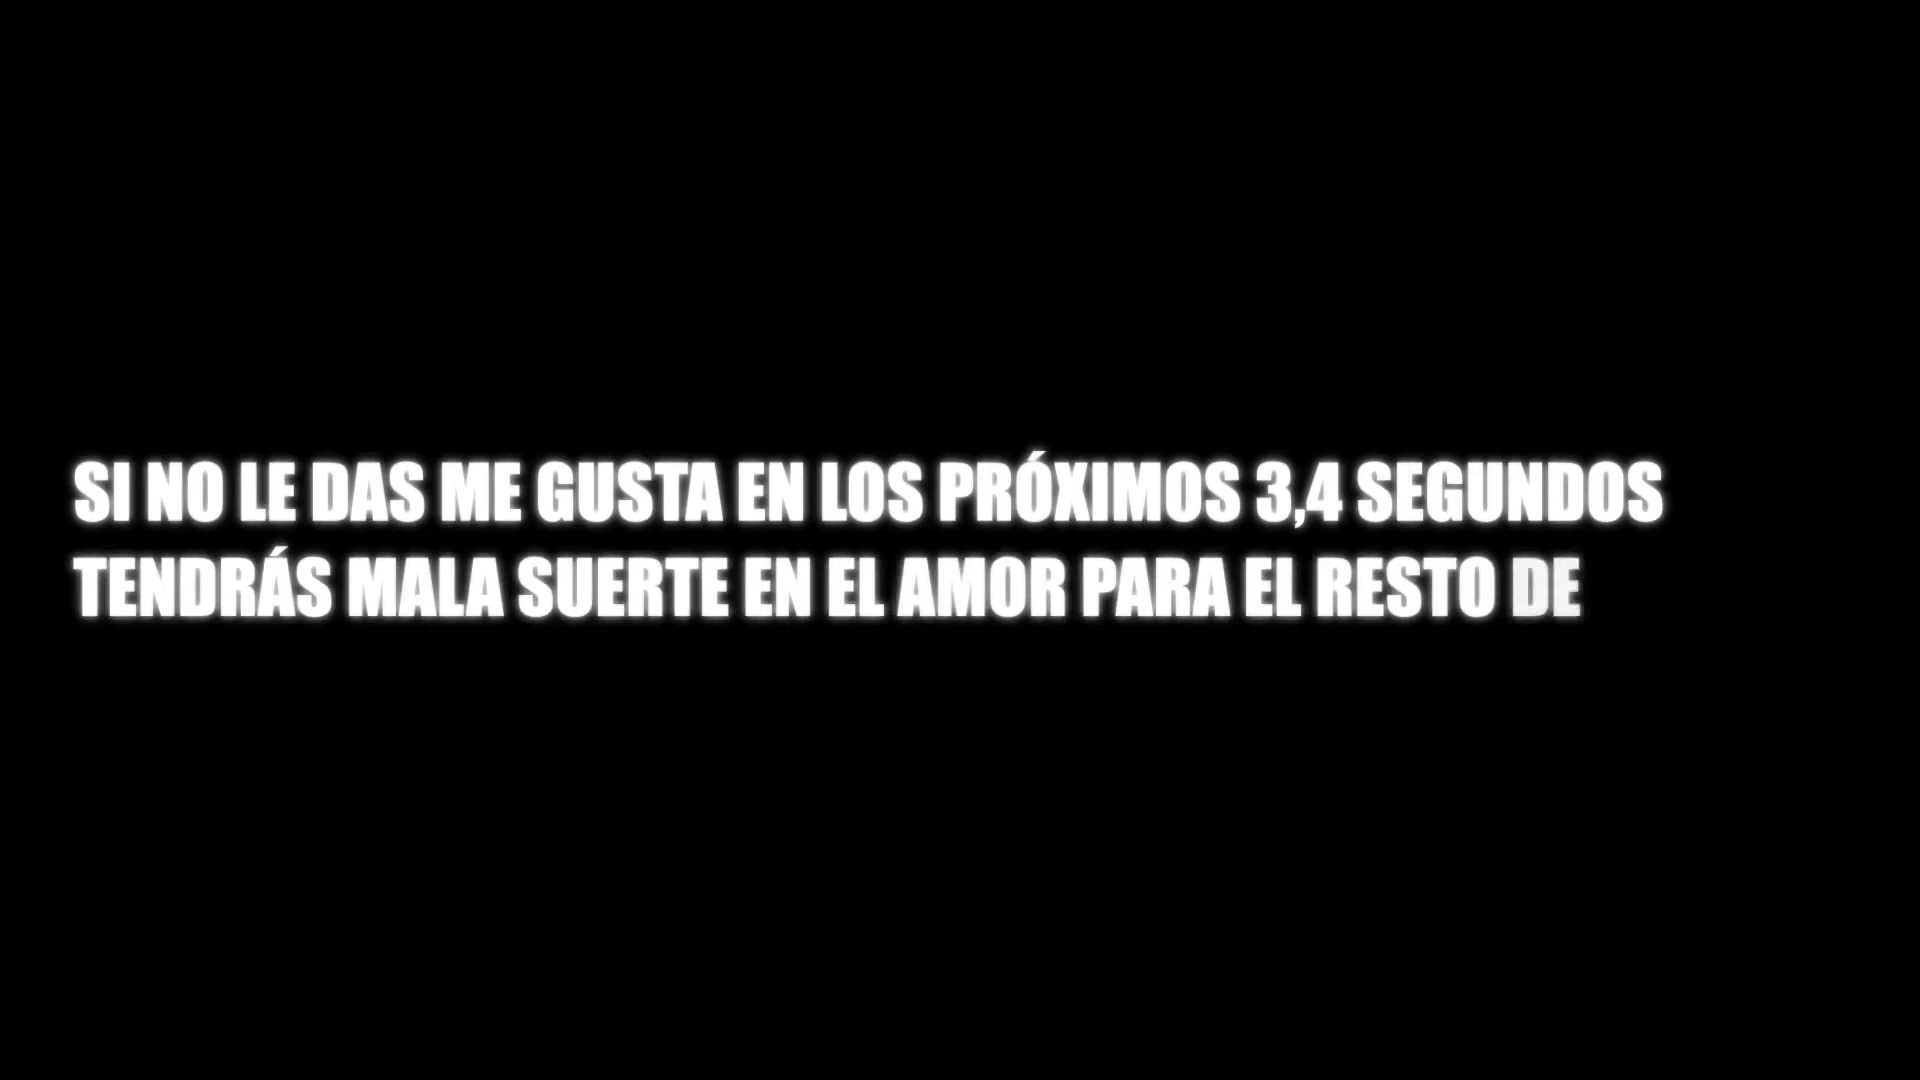 SI NO LE DAS ME GUSTA EN LOS PRÓXIMOS 3,4 SEGUNDOS
TENDRÁS MALA SUERTE EN EL AMOR PARA EL RESTO DE